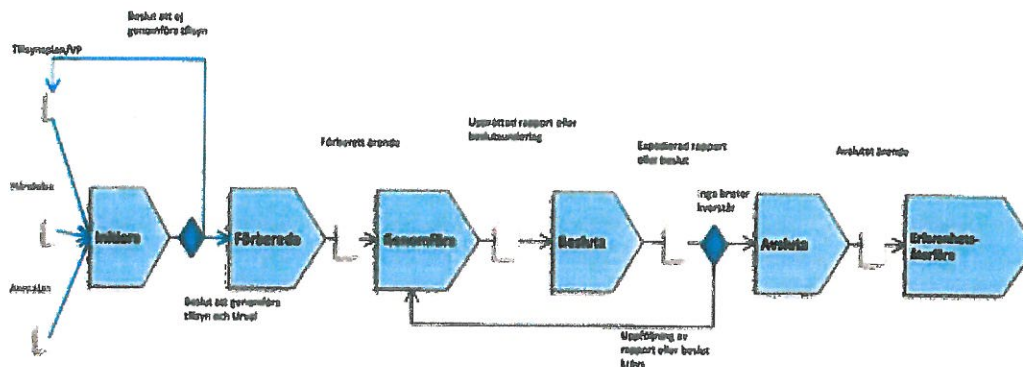 Beslut att ej
genomföra tillsyn
Tillsynsplan/VP
Upprättad rapport eller
beslutsunderlag
Förberett ärende
Expedierad rapport
eller beslut
Avslutat ärende
Händelse
Inga brister
kvarstår
Initiera
Förbereda
Genomföra
Besluta
Avsluta
Erfarenhets-
återföra
Anmälan
Beslut att genomföra
tillsyn och Urval
Uppföljning av
rapport eller beslut
krävs